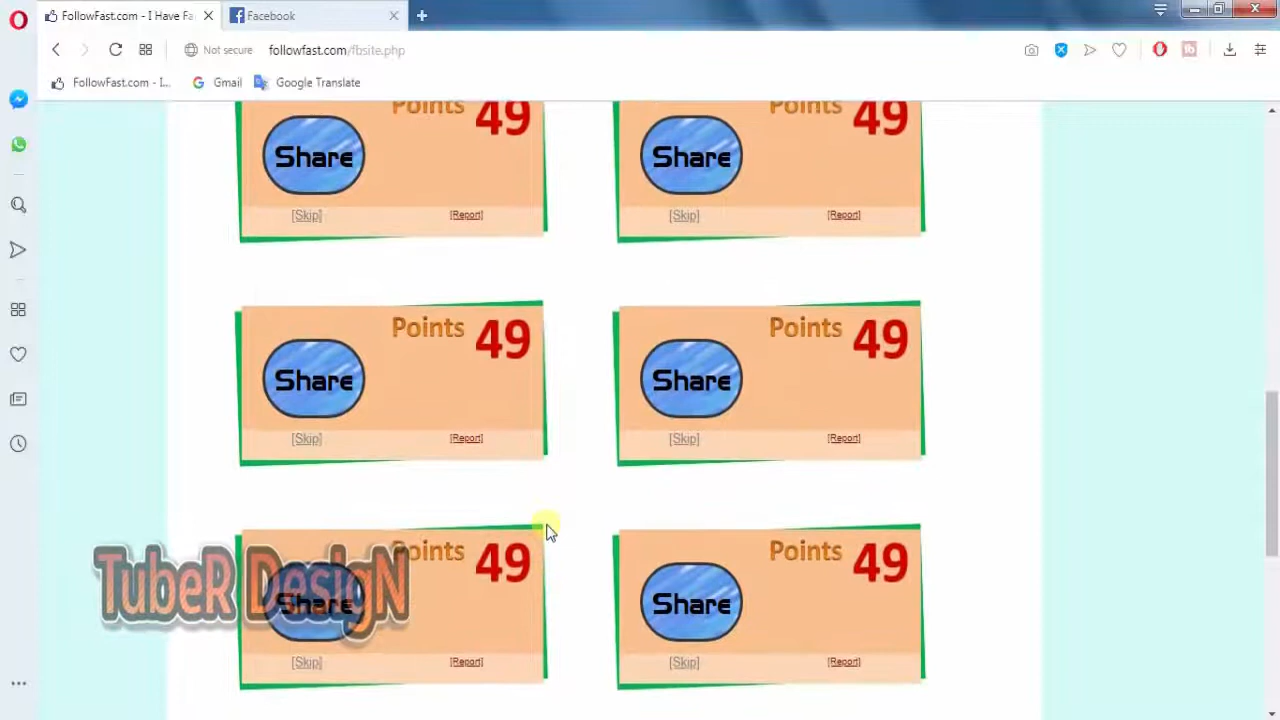 FollowFast.com - I Have Fa
Facebook
Not secure
followfast.com/fbsite.php
FollowFast.com - I...
Gmail
Google Translate
Points 49
Points 49
Share
Share
[Skip]
[Report]
[Skip]
[Report]
Points 49
Points 49
Share
Share
[Skip]
[Report]
[Skip]
[Report]
Points 49
Points 49
TubeR DesigN
Share
Share
[Skip]
[Report]
[Skip]
[Report]